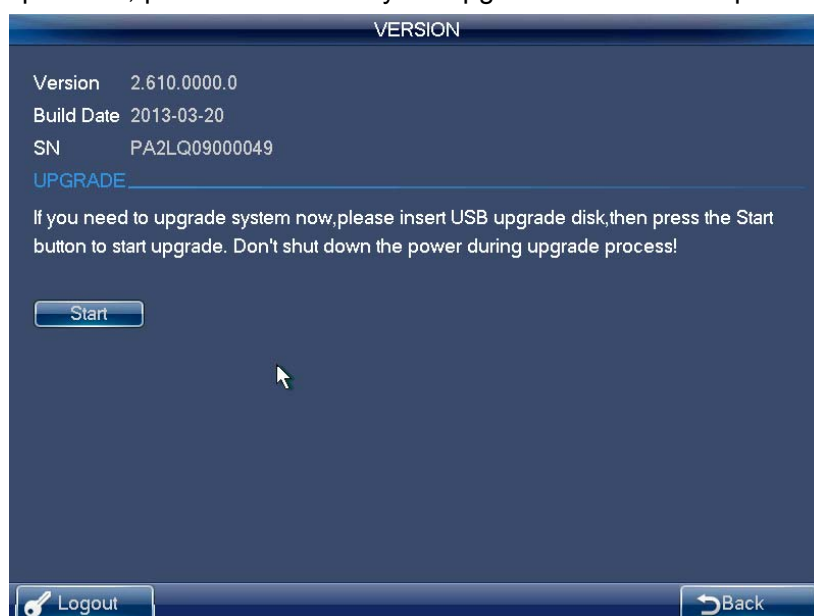 VERSION
Version 2.610.0000.0
Build Date 2013-03-20
SN PA2LQ09000049
UPGRADE
If you need to upgrade system now,please insert USB upgrade disk,then press the Start
button to start upgrade. Don't shut down the power during upgrade process!
Start
Logout Back